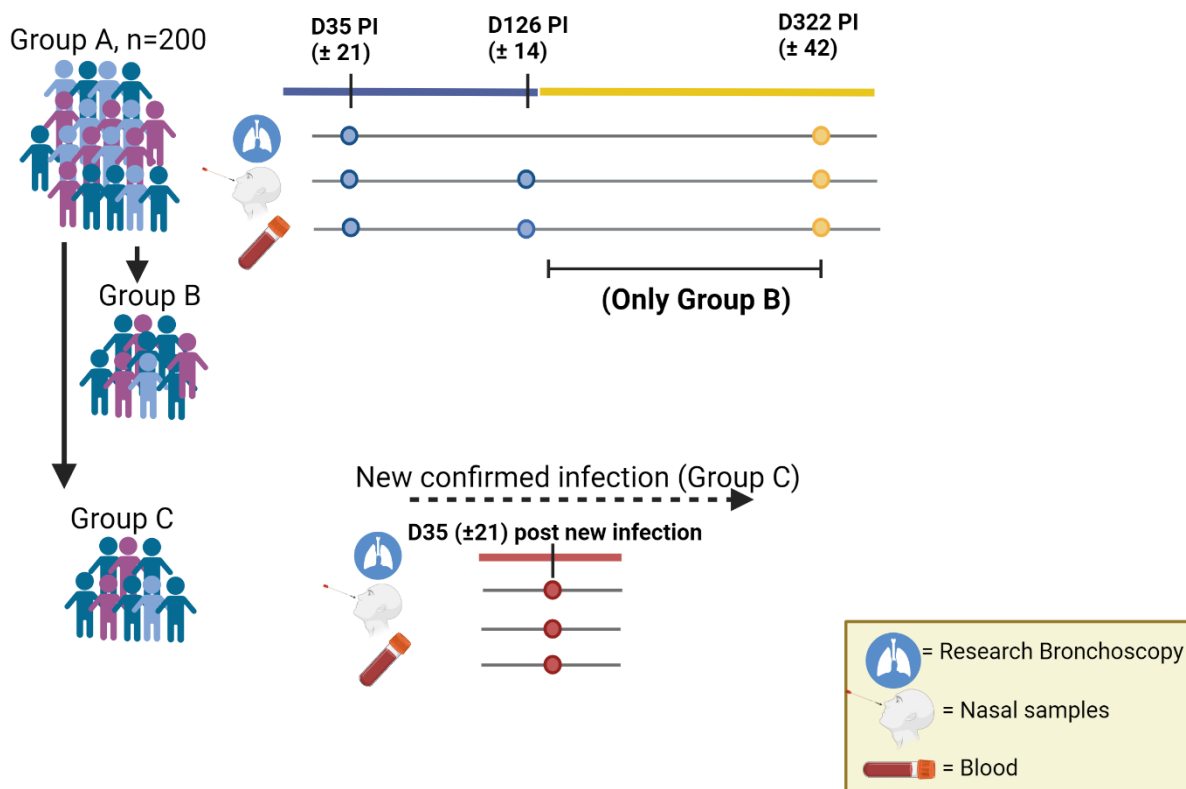 Group A, n=200
D35 PI
(± 21)
D126 PI
(± 14)
D322 PI
(± 42)
(Only Group B)
Group B
New confirmed infection (Group C)
Group C
D35 (±21) post new infection
= Research Bronchoscopy
= Nasal samples
= Blood